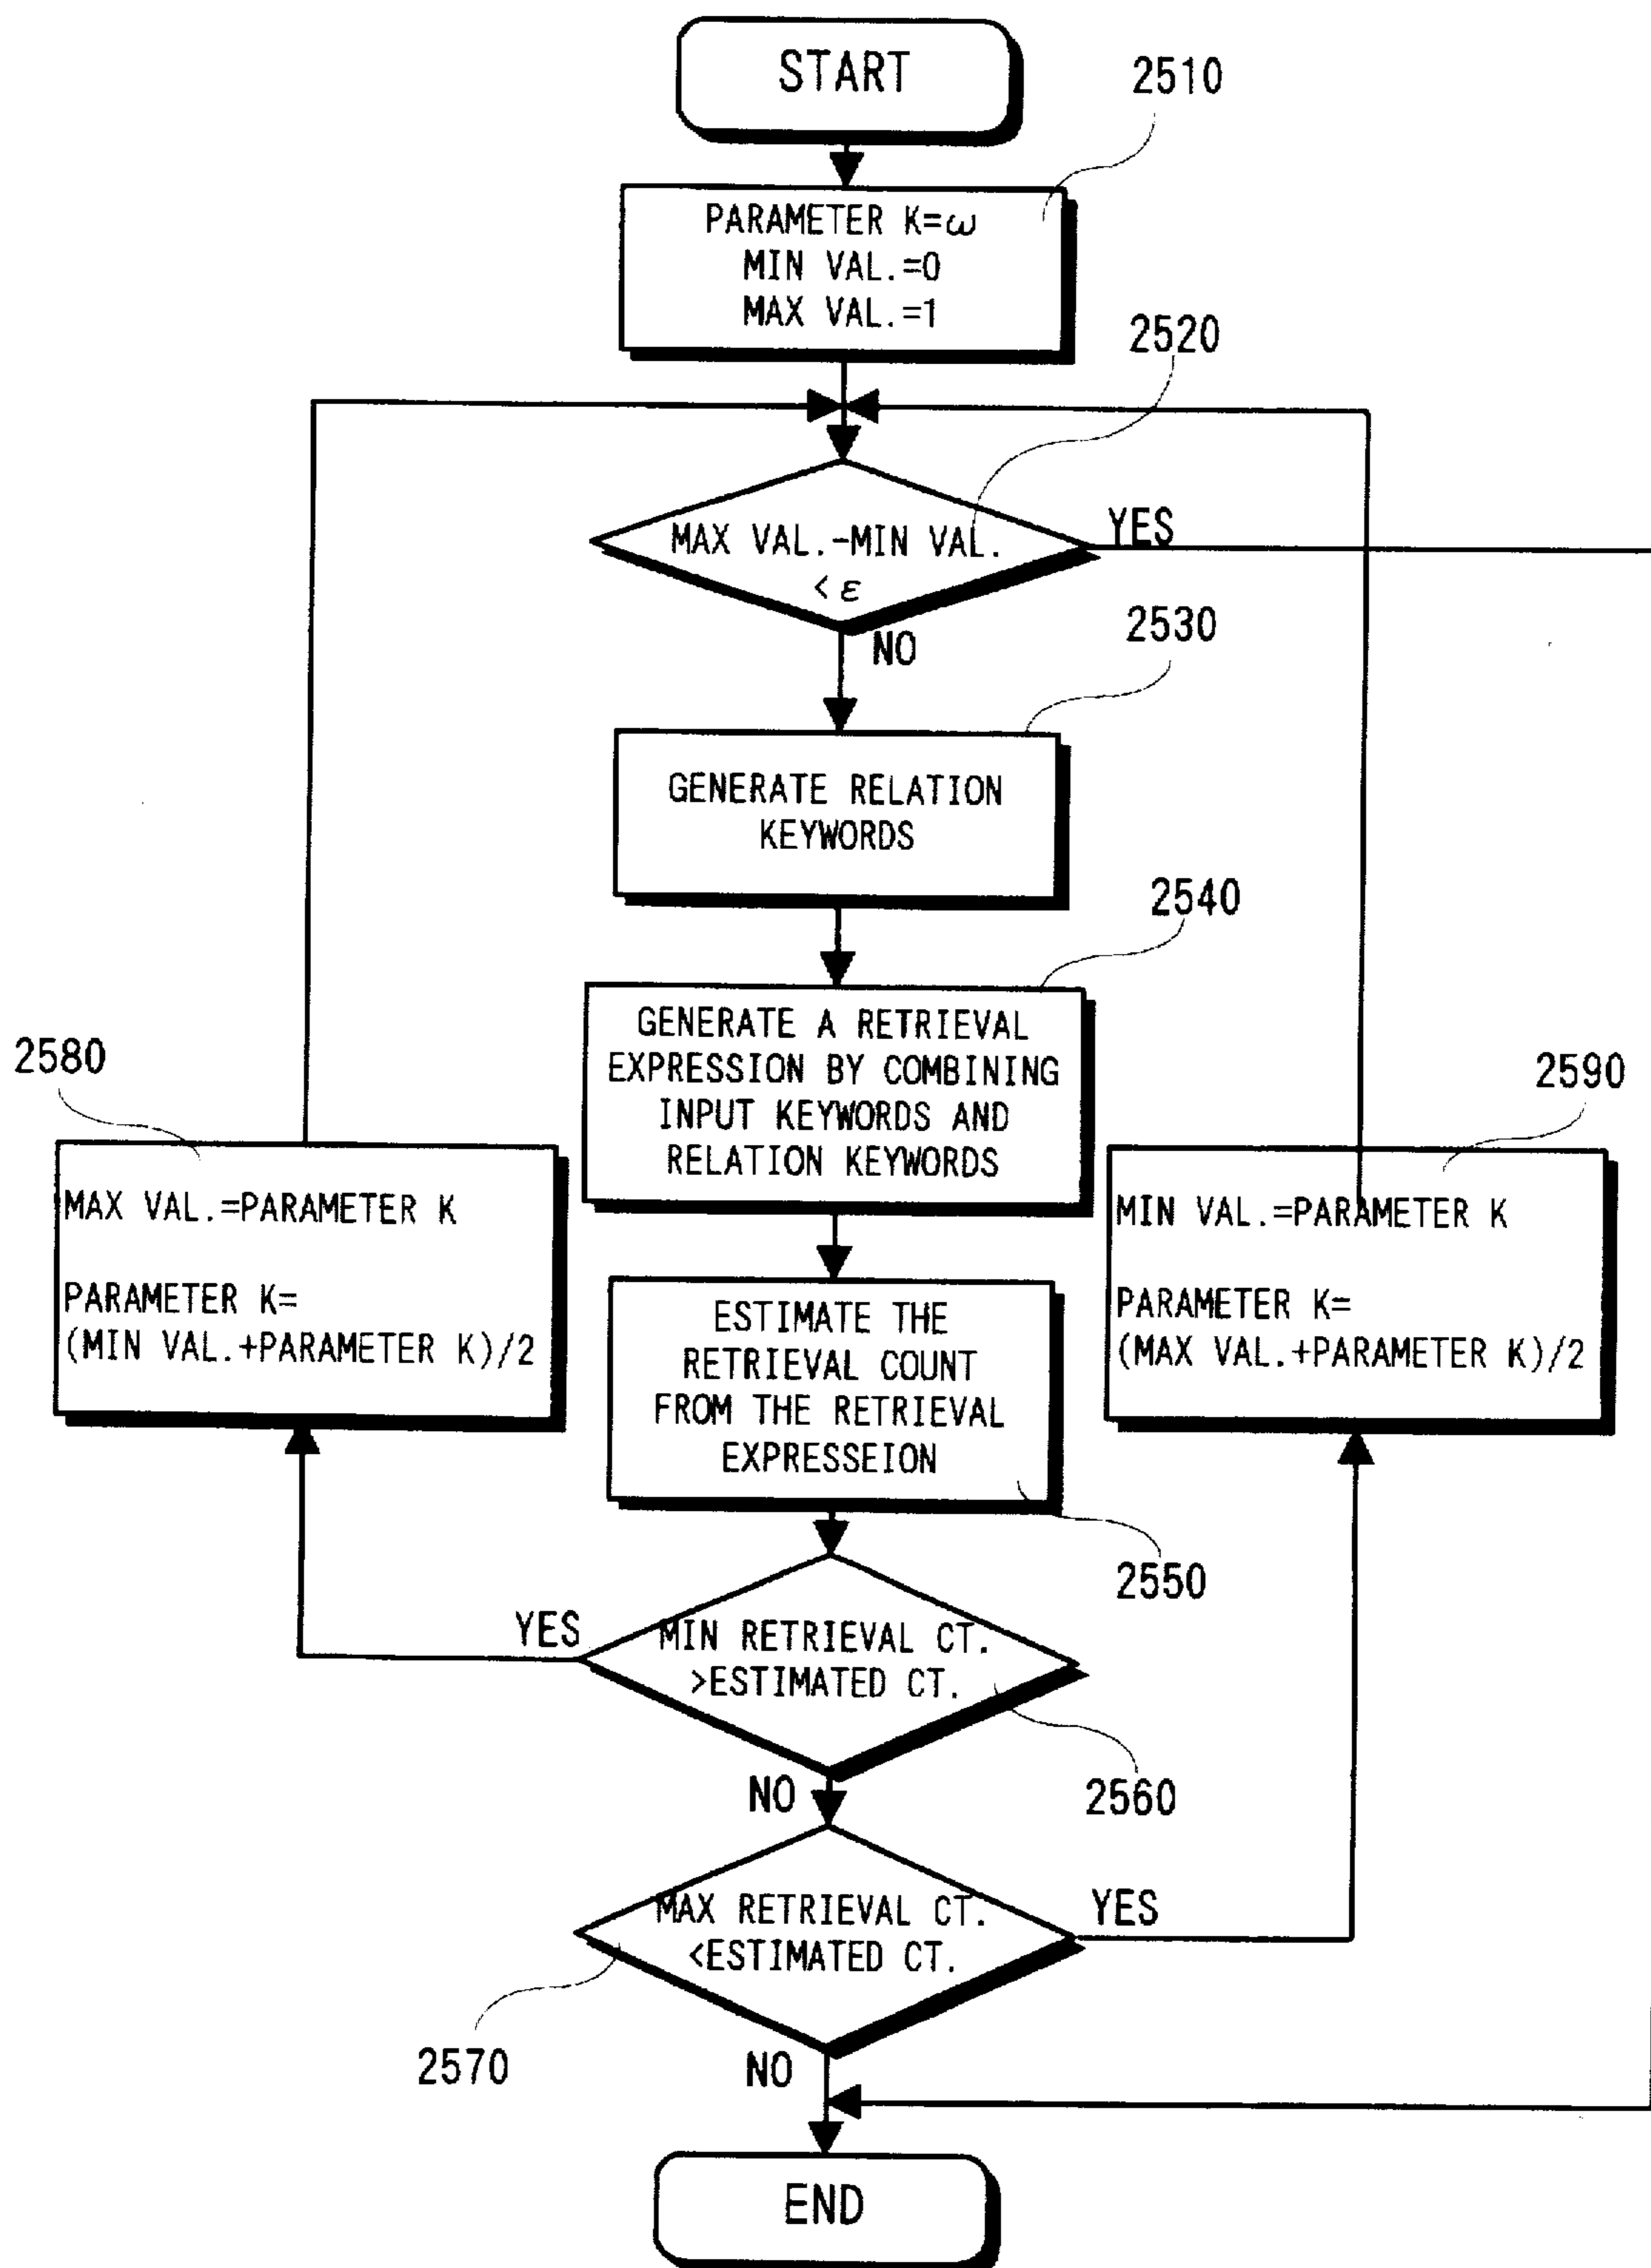 START
2510
PARAMETER K=ω
MIN VAL.=0
MAX VAL.=1
2520
MAX VAL.-MIN VAL.
<ε
YES
NO
2530
GENERATE RELATION
KEYWORDS
2540
GENERATE A RETRIEVAL
EXPRESSION BY COMBINING
INPUT KEYWORDS AND
RELATION KEYWORDS
2580
MAX VAL.=PARAMETER K
PARAMETER K=
(MIN VAL.+PARAMETER K)/2
2590
MIN VAL.=PARAMETER K
PARAMETER K=
(MAX VAL.+PARAMETER K)/2
ESTIMATE THE
RETRIEVAL COUNT
FROM THE RETRIEVAL
EXPRESSEION
2550
YES
MIN RETRIEVAL CT.
>ESTIMATED CT.
NO
2560
MAX RETRIEVAL CT.
<ESTIMATED CT.
YES
2570
NO
END